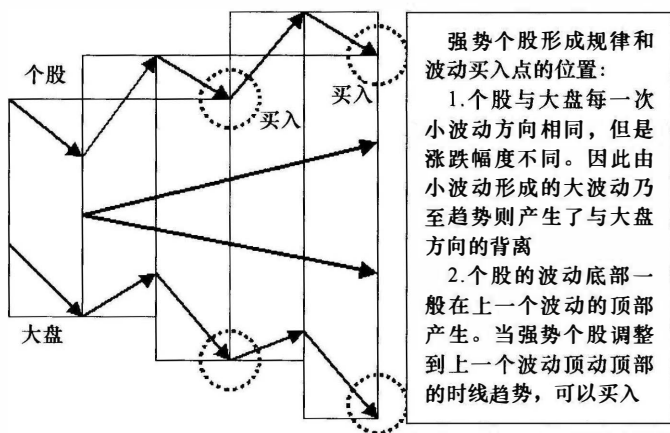 个股
买入
买入
大盘
强势个股形成规律和
波动买入点的位置:
1.个股与大盘每一次
小波动方向相同，但是
涨跌幅度不同。因此由
小波动形成的大波动乃
至趋势则产生了与大盘
方向的背离
2.个股的波动底部一
般在上一个波动的顶部
产生。当强势个股调整
到上一个波动顶动顶部
的时线趋势，可以买入